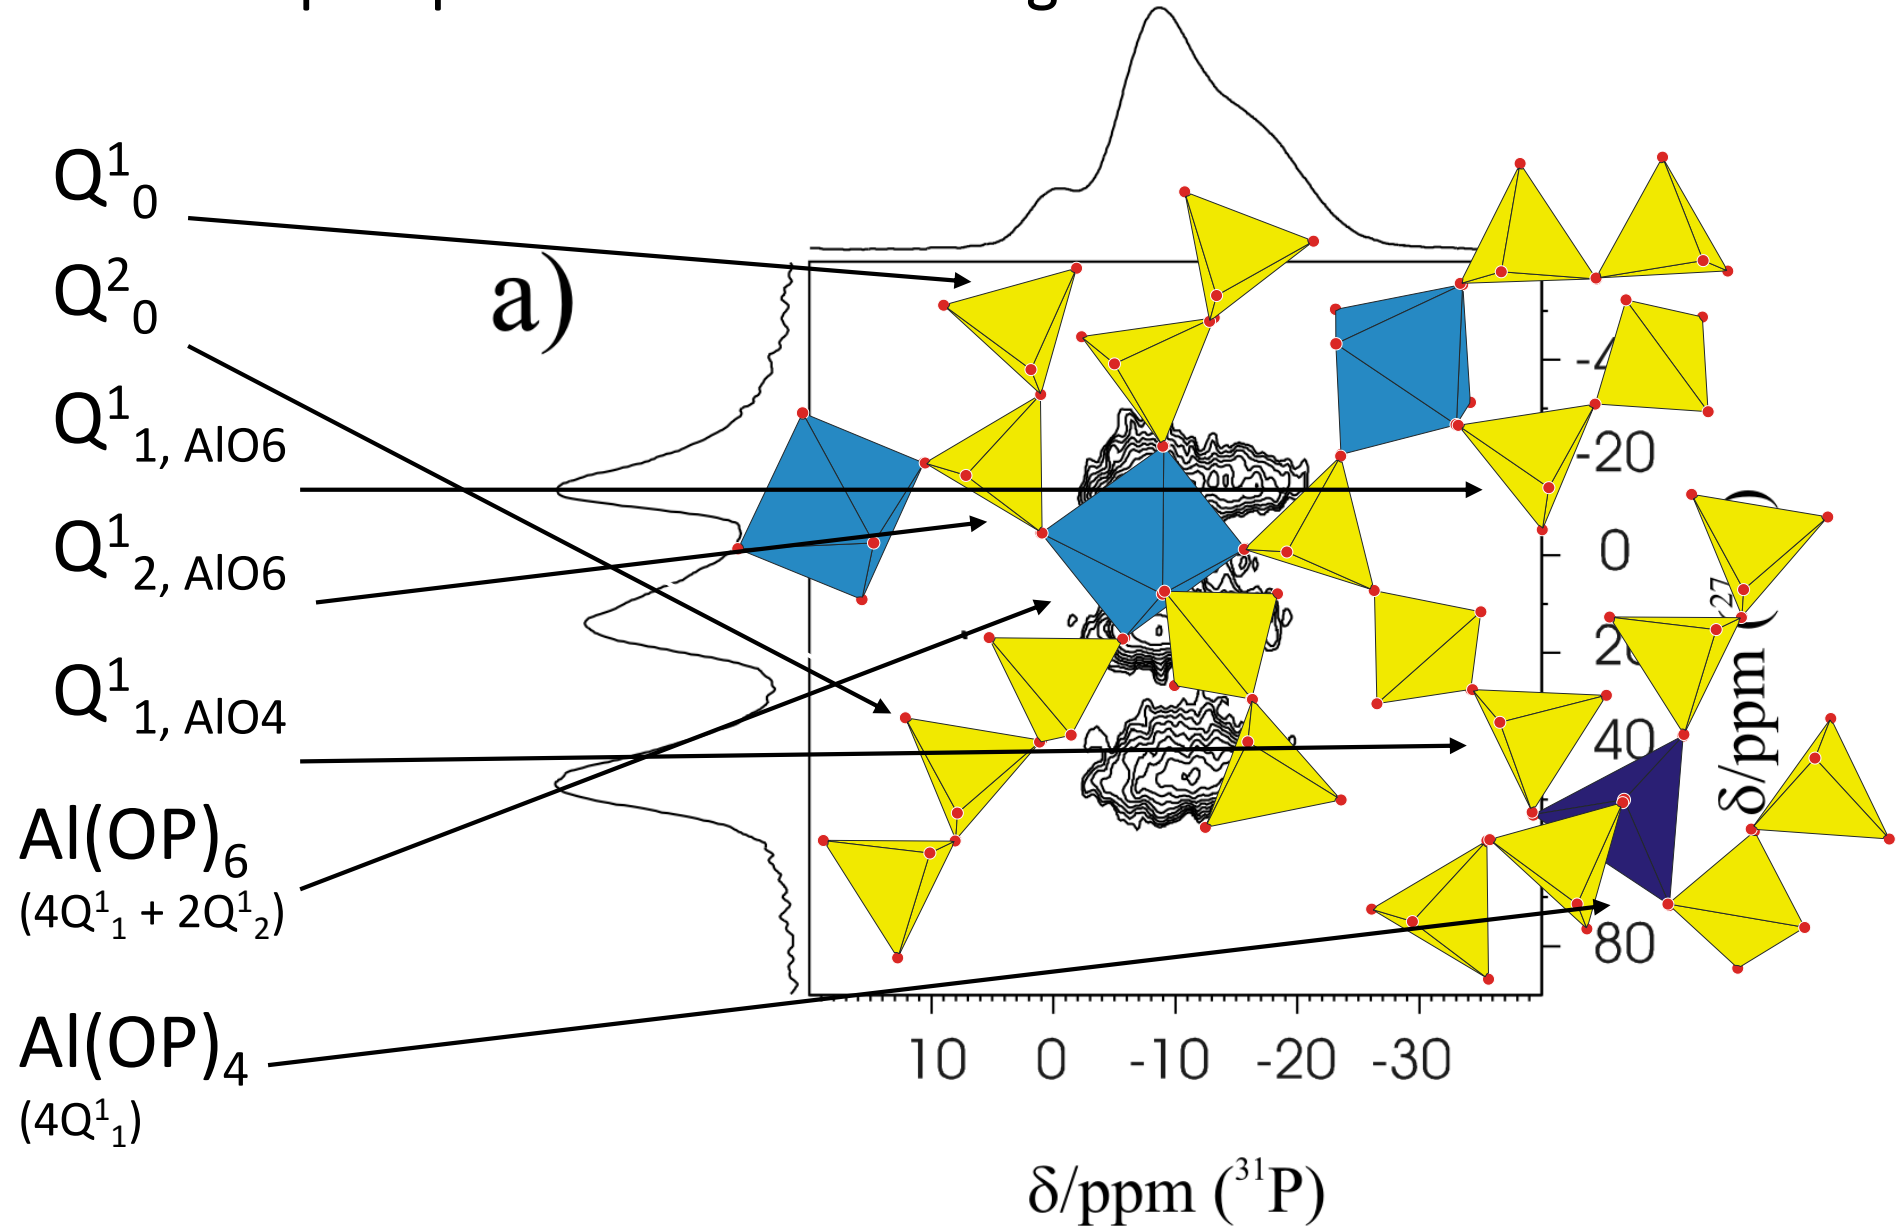 Q¹₀
a)
Q²₀
Q¹₁, AlO6
Q¹₂, AlO6
Q¹₁, AlO4
Al(OP)₆
(4Q¹₁ + 2Q¹₂)
Al(OP)₄
(4Q¹₁)
-20
0
40
80
δ/ppm (²⁷
10 0 -10 -20 -30
δ/ppm (³¹P)